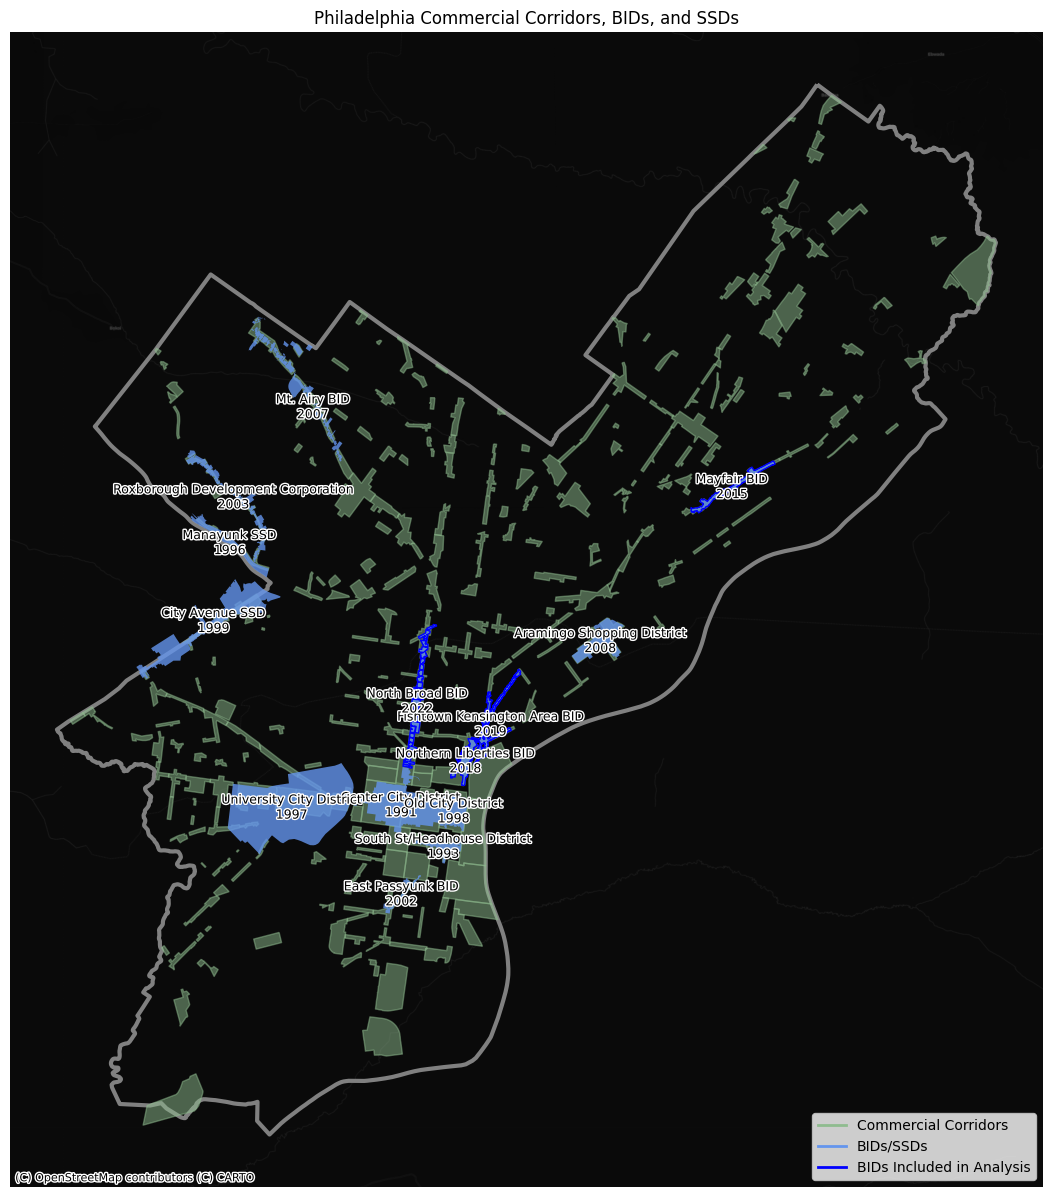 Philadelphia Commercial Corridors, BIDs, and SSDs
Mt. Airy BID
2007
Mayfair BID
2015
Roxborough Development Corporation
2003
Manayunk SSD
1996
City Avenue SSD
1999
Aramingo Shopping District
2008
North Broad BID
2022
Fishtown Kensington Area BID
2019
Northern Liberties BID
2018
University City District
1997
Center City District
1991
Old City District
1998
South St/Headhouse District
1993
East Passyunk BID
2002
Commercial Corridors
BIDs/SSDs
BIDs Included in Analysis
(C) OpenStreetMap contributors (C) CARTO